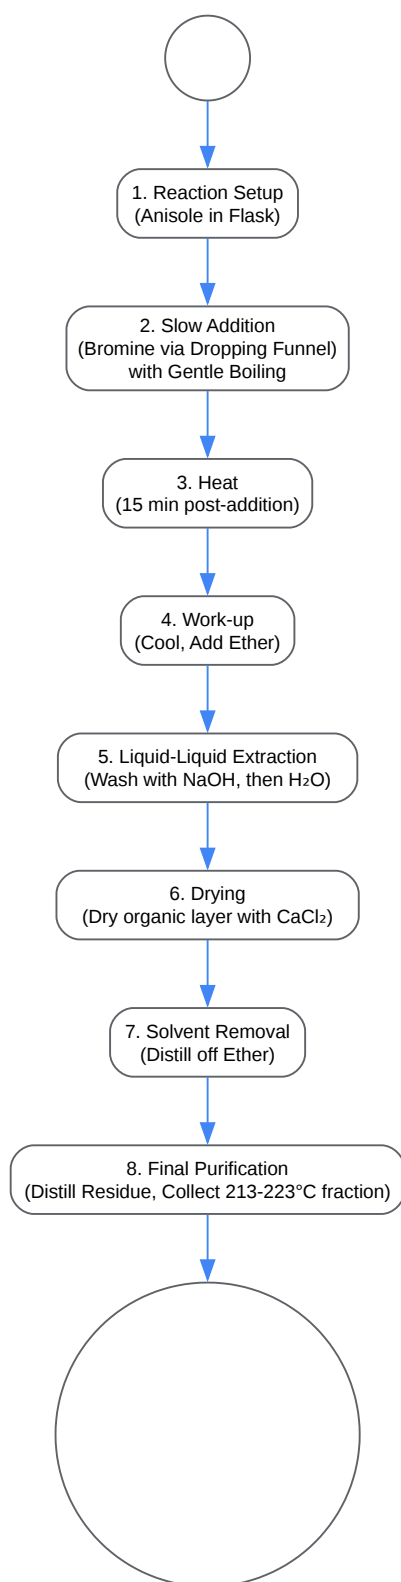 1. Reaction Setup
(Anisole in Flask)
2. Slow Addition
(Bromine via Dropping Funnel)
with Gentle Boiling
3. Heat
(15 min post-addition)
4. Work-up
(Cool, Add Ether)
5. Liquid-Liquid Extraction
(Wash with NaOH, then H₂O)
6. Drying
(Dry organic layer with CaCl₂)
7. Solvent Removal
(Distill off Ether)
8. Final Purification
(Distill Residue, Collect 213-223°C fraction)